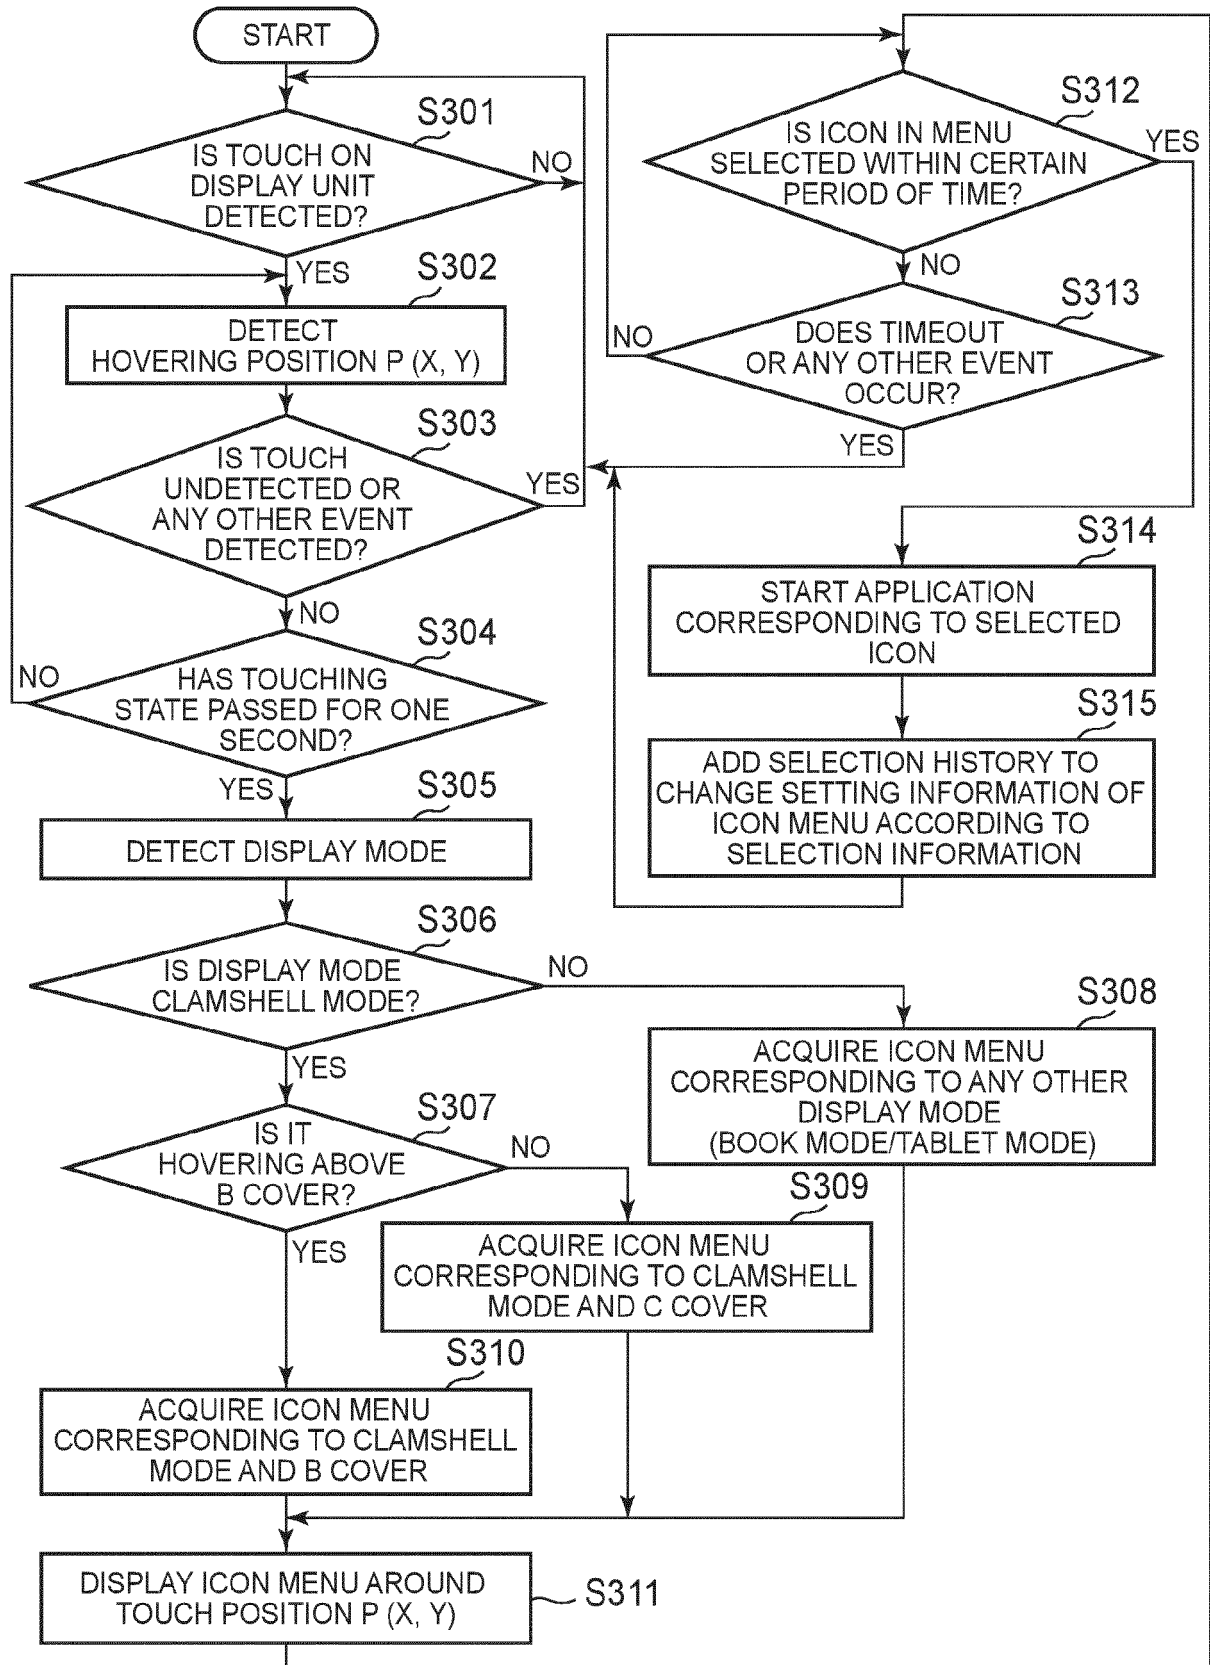 START
S301
IS TOUCH ON
DISPLAY UNIT
DETECTED?
NO
YES
S302
DETECT
HOVERING POSITION P (X, Y)
S303
IS TOUCH
UNDETECTED OR
ANY OTHER EVENT
DETECTED?
YES
NO
S304
HAS TOUCHING
STATE PASSED FOR ONE
SECOND?
NO
YES
S305
DETECT DISPLAY MODE
S306
IS DISPLAY MODE
CLAMSHELL MODE?
NO
YES
S307
IS IT
HOVERING ABOVE
B COVER?
NO
YES
S308
ACQUIRE ICON MENU
CORRESPONDING TO ANY OTHER
DISPLAY MODE
(BOOK MODE/TABLET MODE)
S309
ACQUIRE ICON MENU
CORRESPONDING TO CLAMSHELL
MODE AND C COVER
S310
ACQUIRE ICON MENU
CORRESPONDING TO CLAMSHELL
MODE AND B COVER
DISPLAY ICON MENU AROUND
TOUCH POSITION P (X, Y)
S311
S312
IS ICON IN MENU
SELECTED WITHIN CERTAIN
PERIOD OF TIME?
YES
NO
S313
DOES TIMEOUT
OR ANY OTHER EVENT
OCCUR?
NO
YES
S314
START APPLICATION
CORRESPONDING TO SELECTED
ICON
S315
ADD SELECTION HISTORY TO
CHANGE SETTING INFORMATION OF
ICON MENU ACCORDING TO
SELECTION INFORMATION